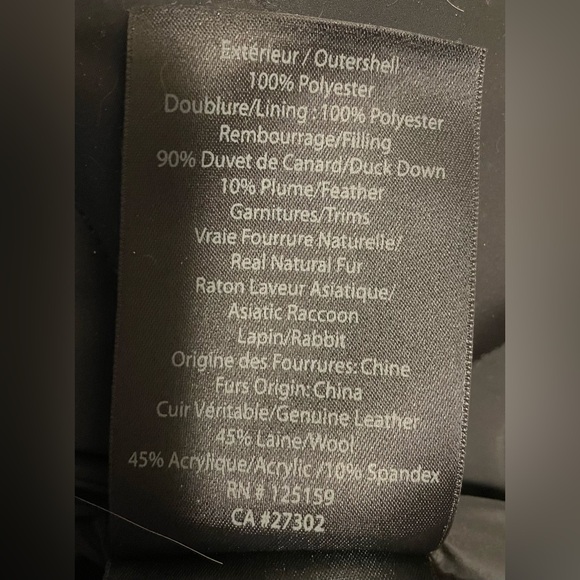 Extérieur / Outershell
100% Polyester
Doublure/Lining : 100% Polyester
Rembourrage/Filling
90% Duvet de Canard/Duck Down
10% Plume/Feather
Garnitures/Trims
Vraie Fourrure Naturelle/
Real Natural Fur
Raton Laveur Asiatique/
Asiatic Raccoon
Lapin/Rabbit
Origine des Fourrures: Chine
Furs Origin: China
Cuir Véritable/Genuine Leather
45% Laine/Wool
45% Acrylique/Acrylic /10% Spandex
RN # 125159
CA #27302